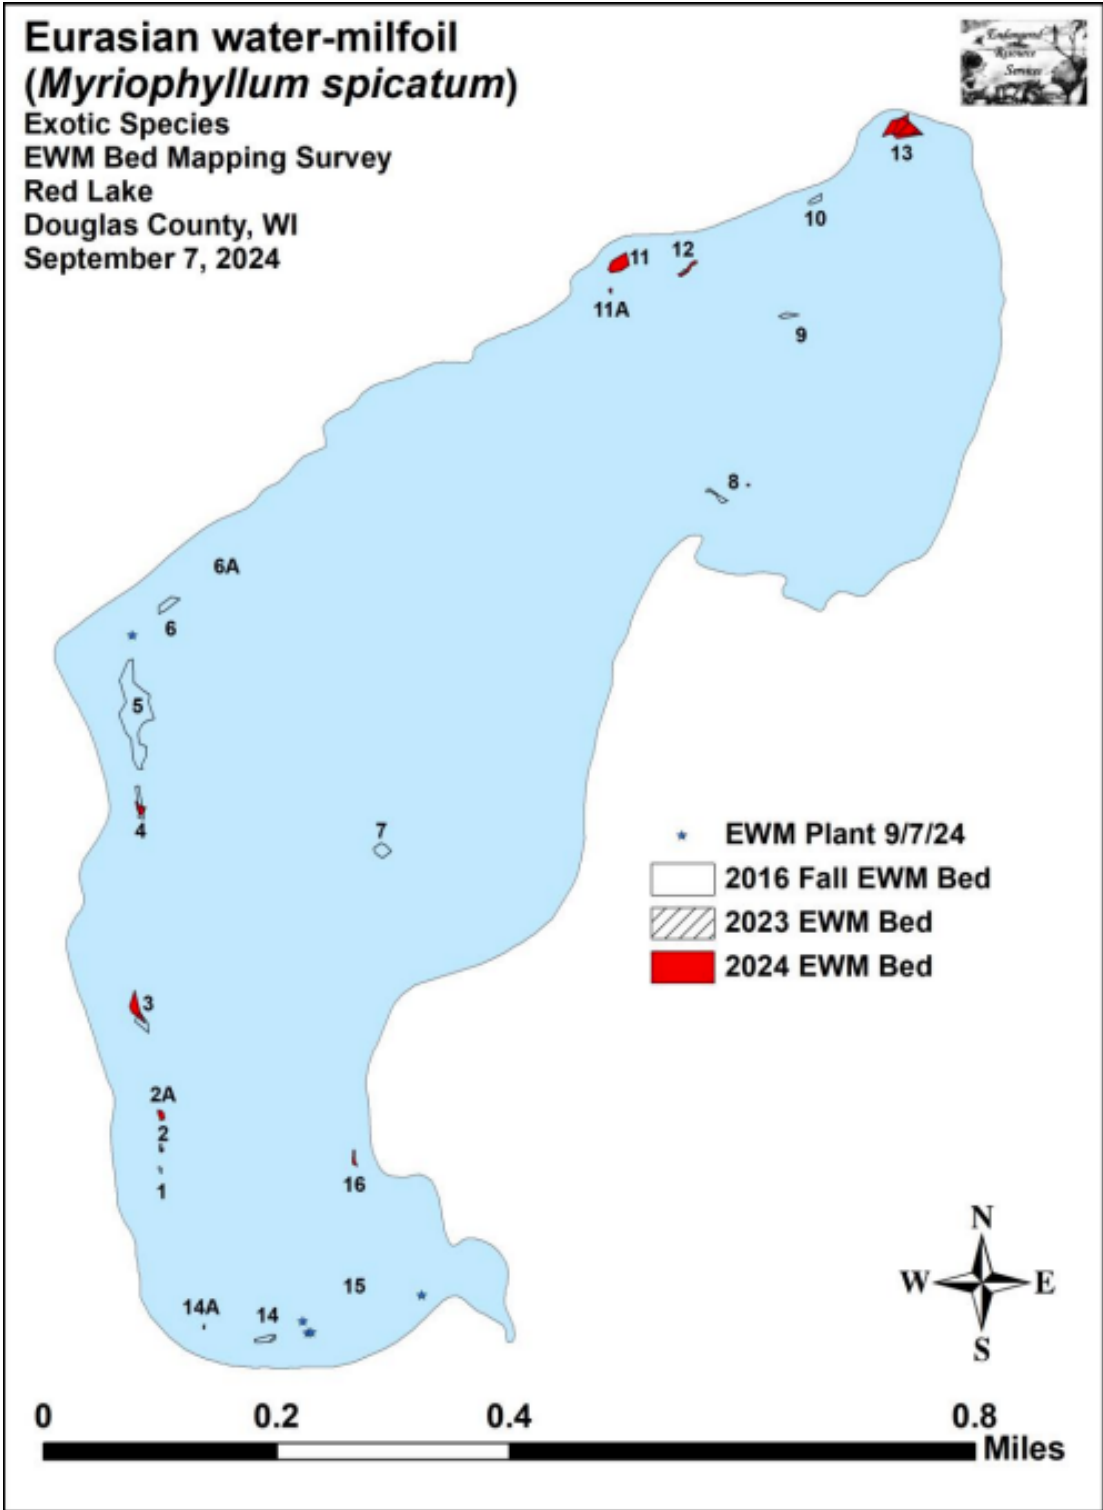 Eurasian water-milfoil
(Myriophyllum spicatum)
Exotic Species
EWM Bed Mapping Survey
Red Lake
Douglas County, WI
September 7, 2024
Endangered
Resource
Services
13
10
11
12
11A
9
8
6A
6
5
4
7
EWM Plant 9/7/24
2016 Fall EWM Bed
2023 EWM Bed
2024 EWM Bed
3
2A
2
1
16
15
14A
14
N
W E
S
0 0.2 0.4 0.8
Miles